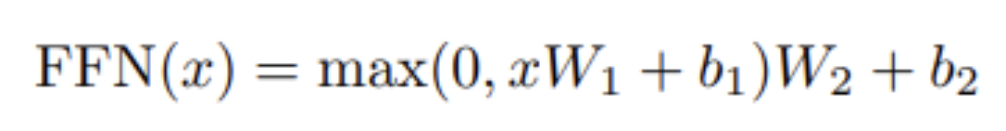 FFN(x) = max(0, xW₁ + b₁)W₂ + b₂